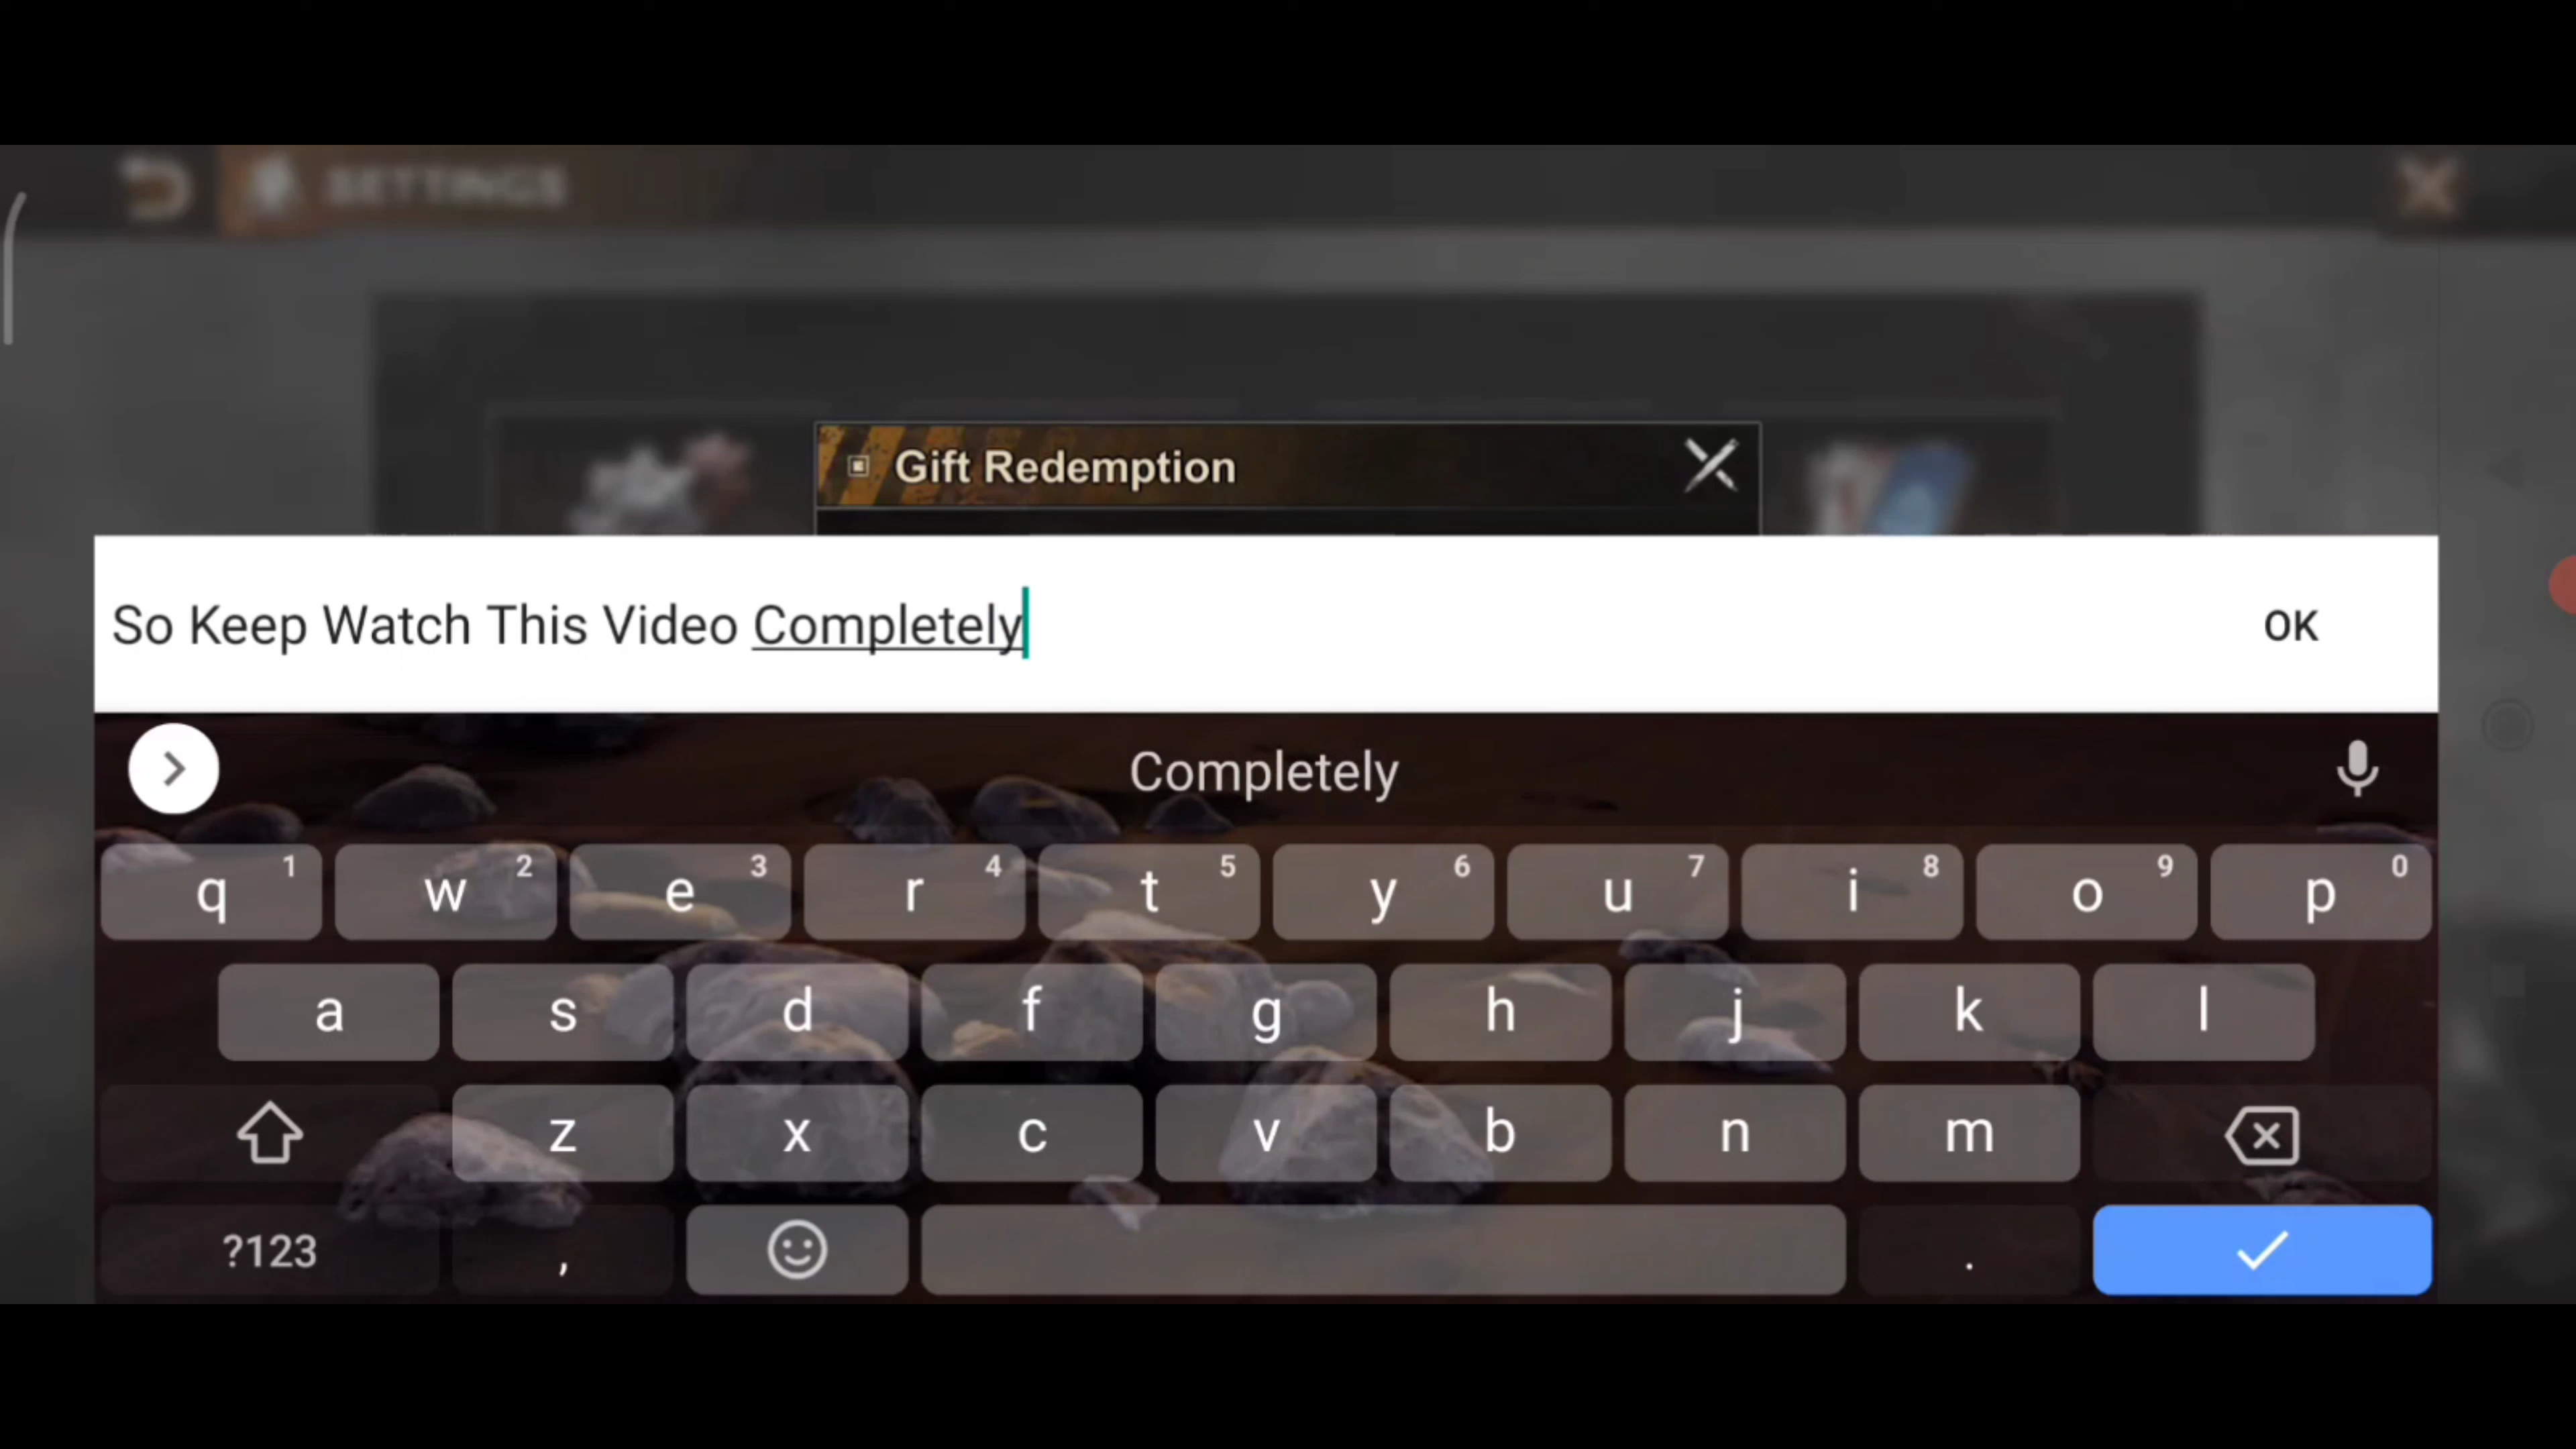 SETTINGS
Gift Redemption
So Keep Watch This Video Completely
OK
Completely
q 1 w 2 e 3 r 4 t 5 y 6 u 7 i 8 o 9 p 0
a s d f g h j k l
z x c v b n m
?123 , .